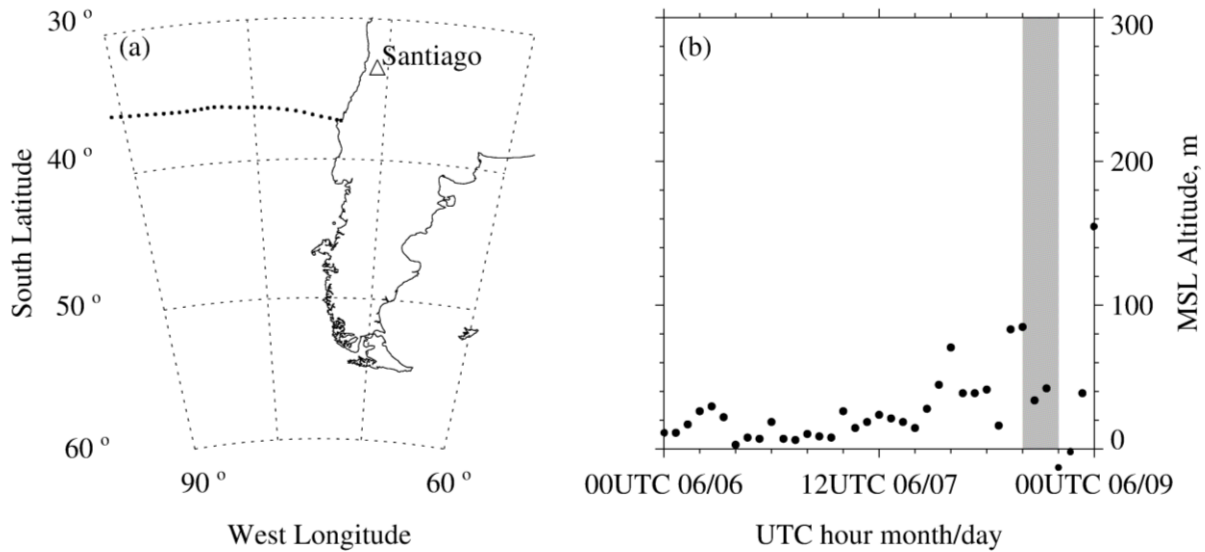 30 °
(a)
Santiago
40 °
50 °
60 °
90 °
60 °
South Latitude
West Longitude
(b)
300
200
100
0
MSL Altitude, m
00UTC 06/06
12UTC 06/07
00UTC 06/09
UTC hour month/day